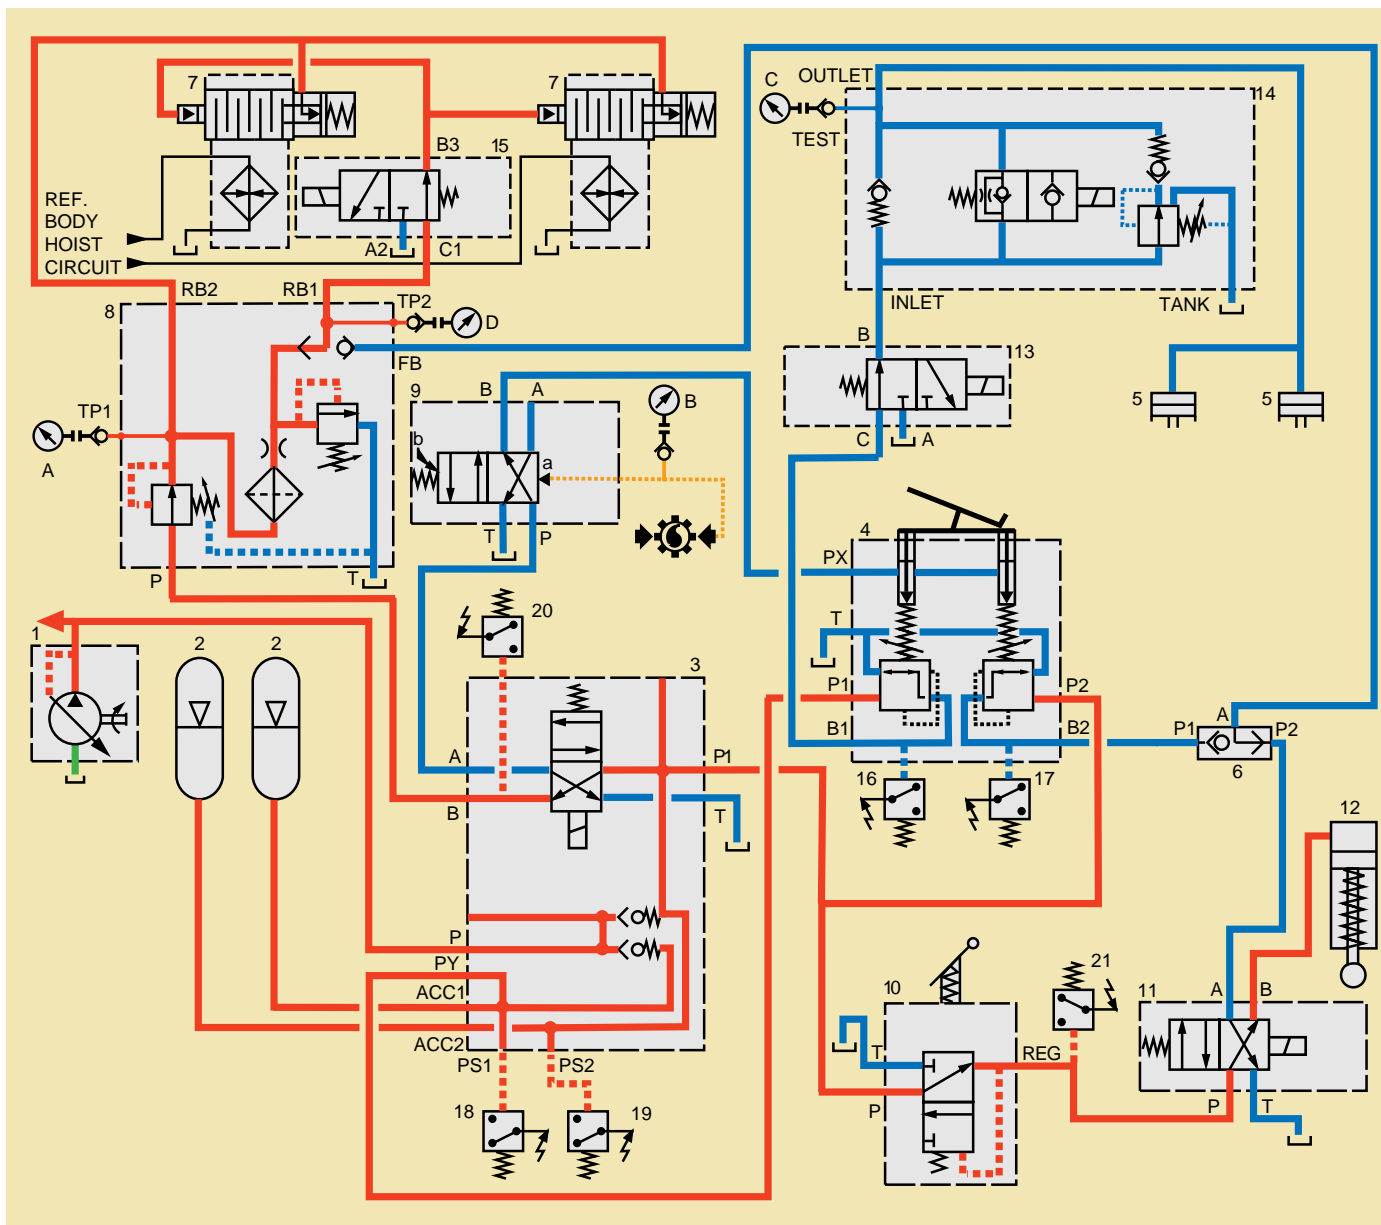 7
7
C
OUTLET
14
TEST
B3
15
REF.
BODY
HOIST
CIRCUIT
A2
C1
RB2
RB1
8
TP2
D
FB
INLET
TANK
B
13
C
A
5
5
TP1
A
9
B
A
B
b
a
T
P
P
T
4
PX
T
P1
P2
B1
B2
16
17
1
2
2
20
3
A
B
P1
T
P1
A
P2
6
12
P
PY
ACC1
ACC2
PS1
PS2
18
19
10
T
REG
P
21
11
A
B
P
T